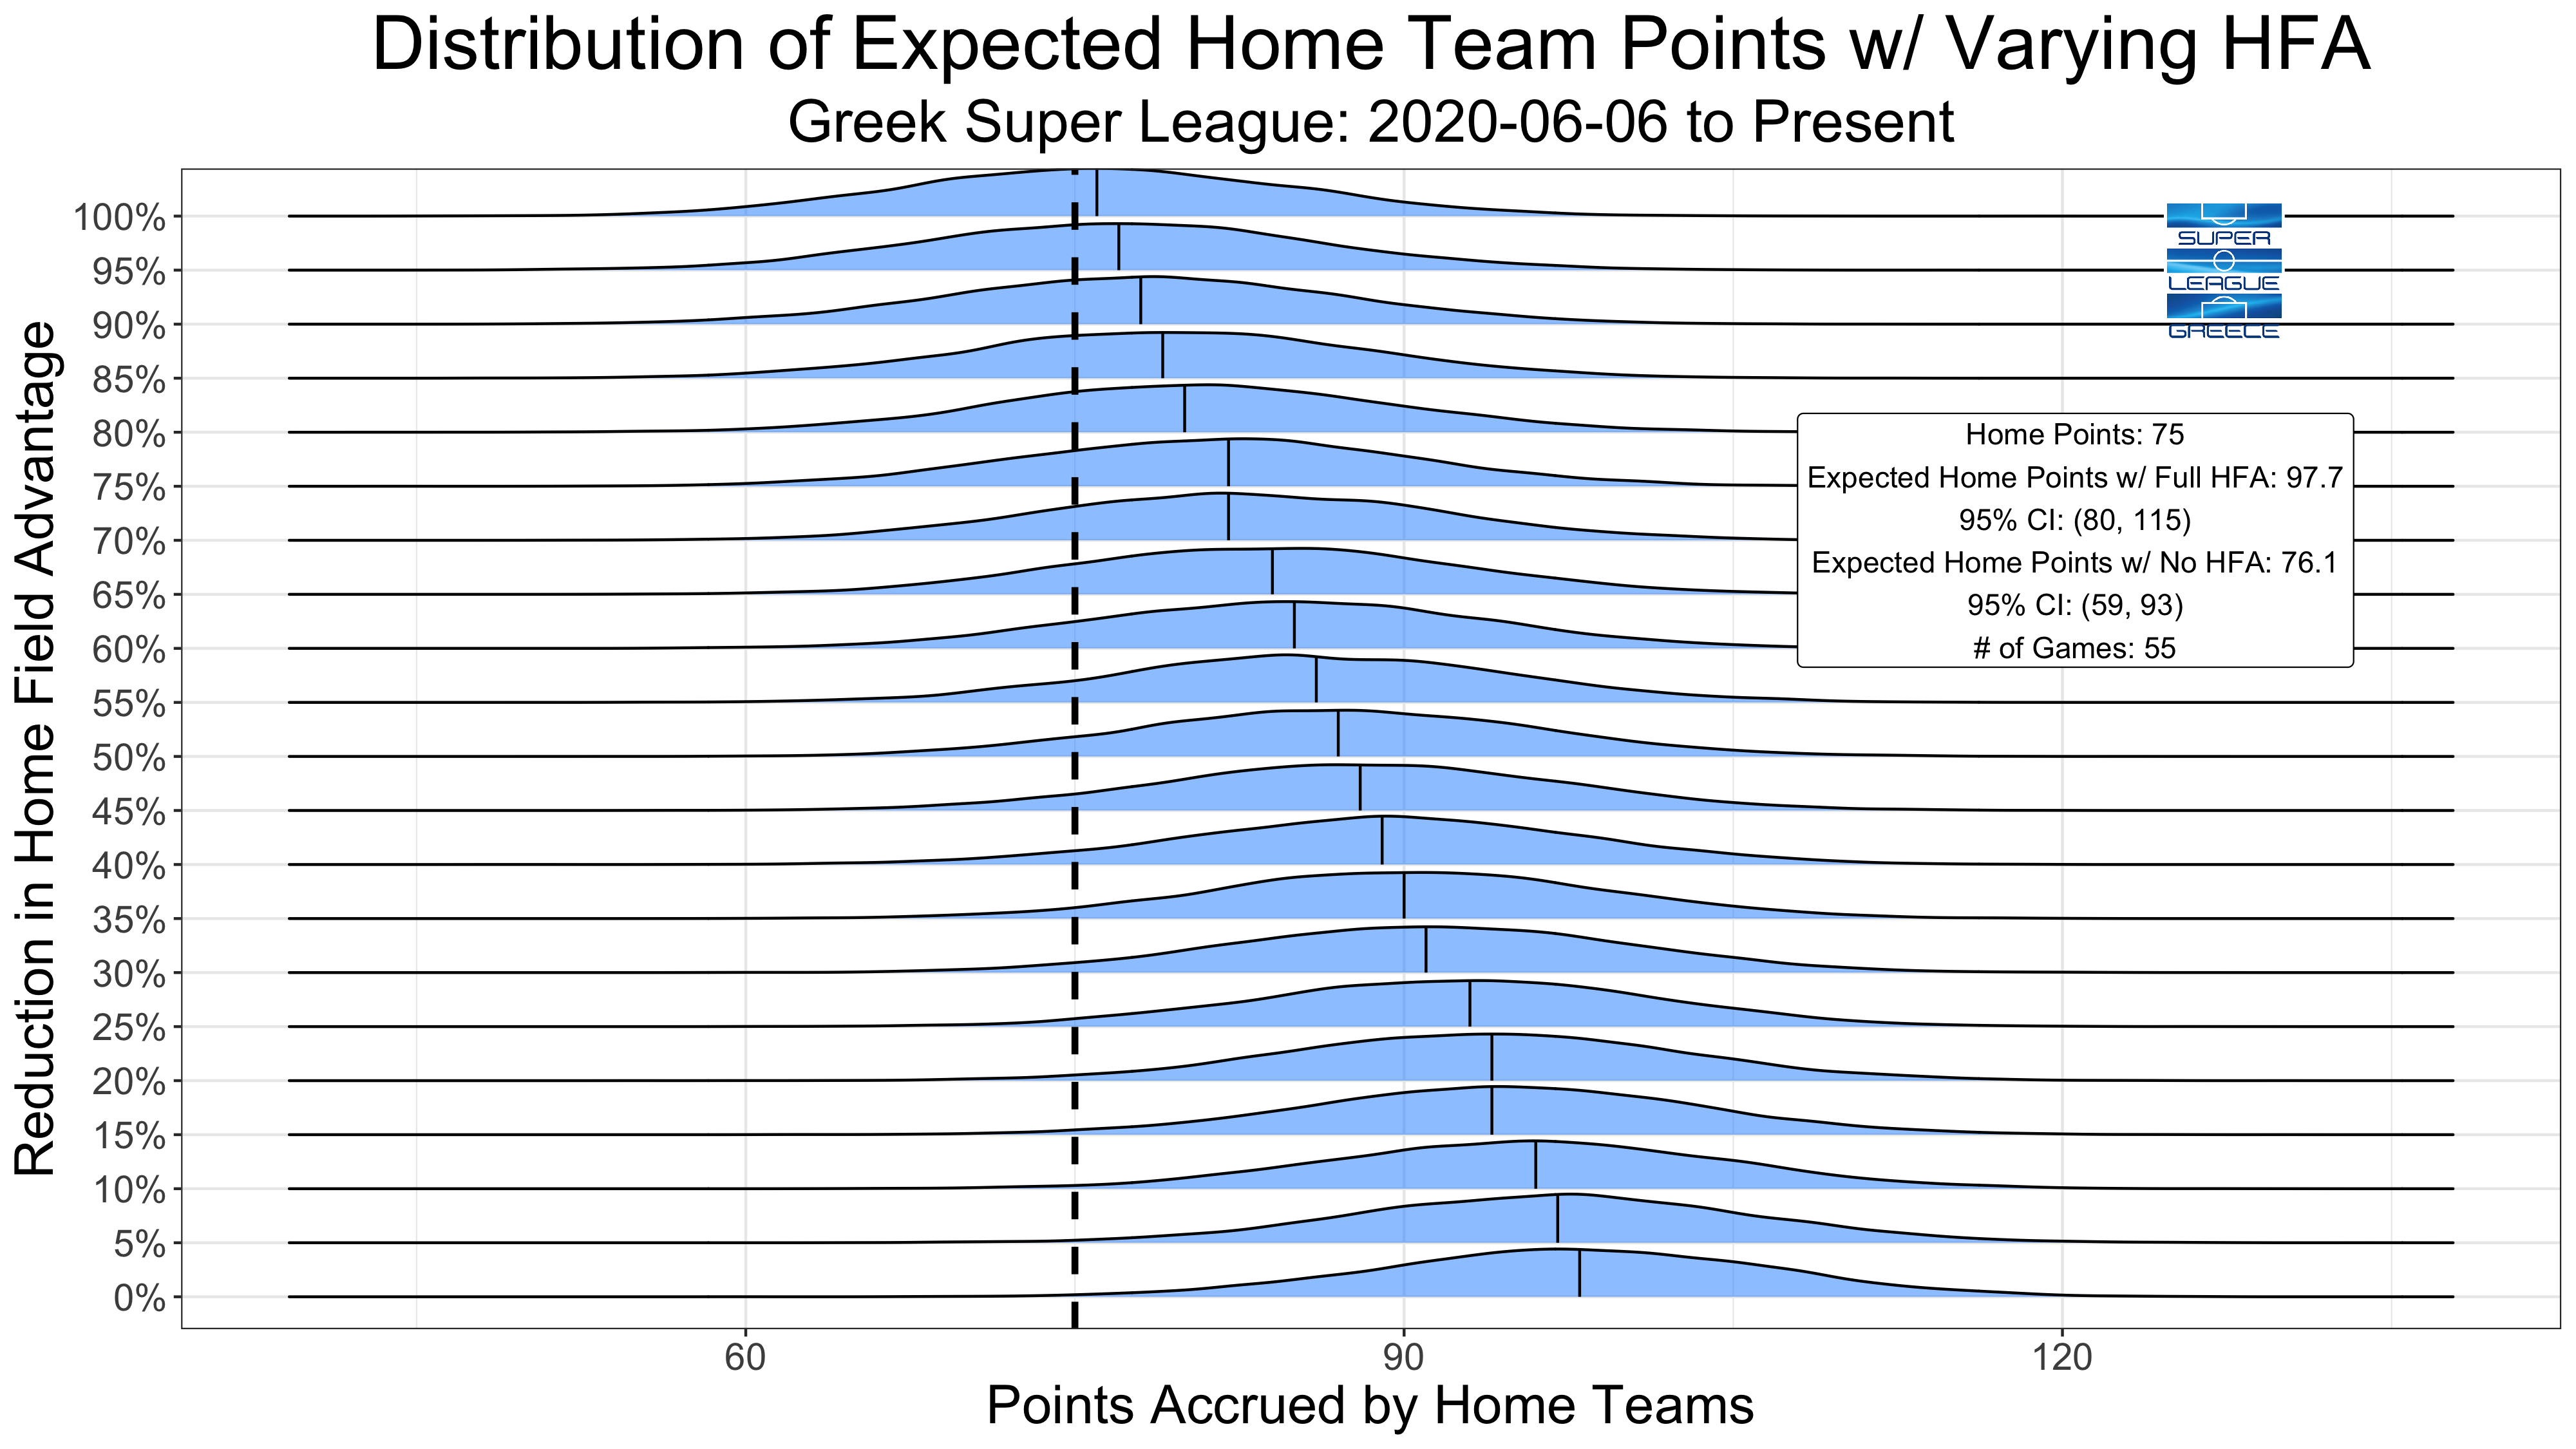 Distribution of Expected Home Team Points w/ Varying HFA
Greek Super League: 2020-06-06 to Present
Reduction in Home Field Advantage
100%
95%
90%
85%
80%
75%
70%
65%
60%
55%
50%
45%
40%
35%
30%
25%
20%
15%
10%
5%
0%
SUPER
LEAGUE
GREECE
Home Points: 75
Expected Home Points w/ Full HFA: 97.7
95% CI: (80, 115)
Expected Home Points w/ No HFA: 76.1
95% CI: (59, 93)
# of Games: 55
60
90
120
Points Accrued by Home Teams